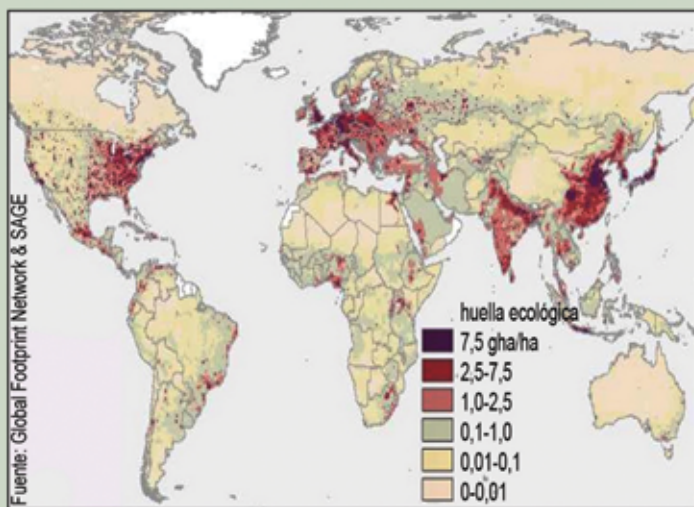 Fuente: Global Footprint Network & SAGE
huella ecológica
7,5 gha/ha
2,5-7,5
1,0-2,5
0,1-1,0
0,01-0,1
0-0,01